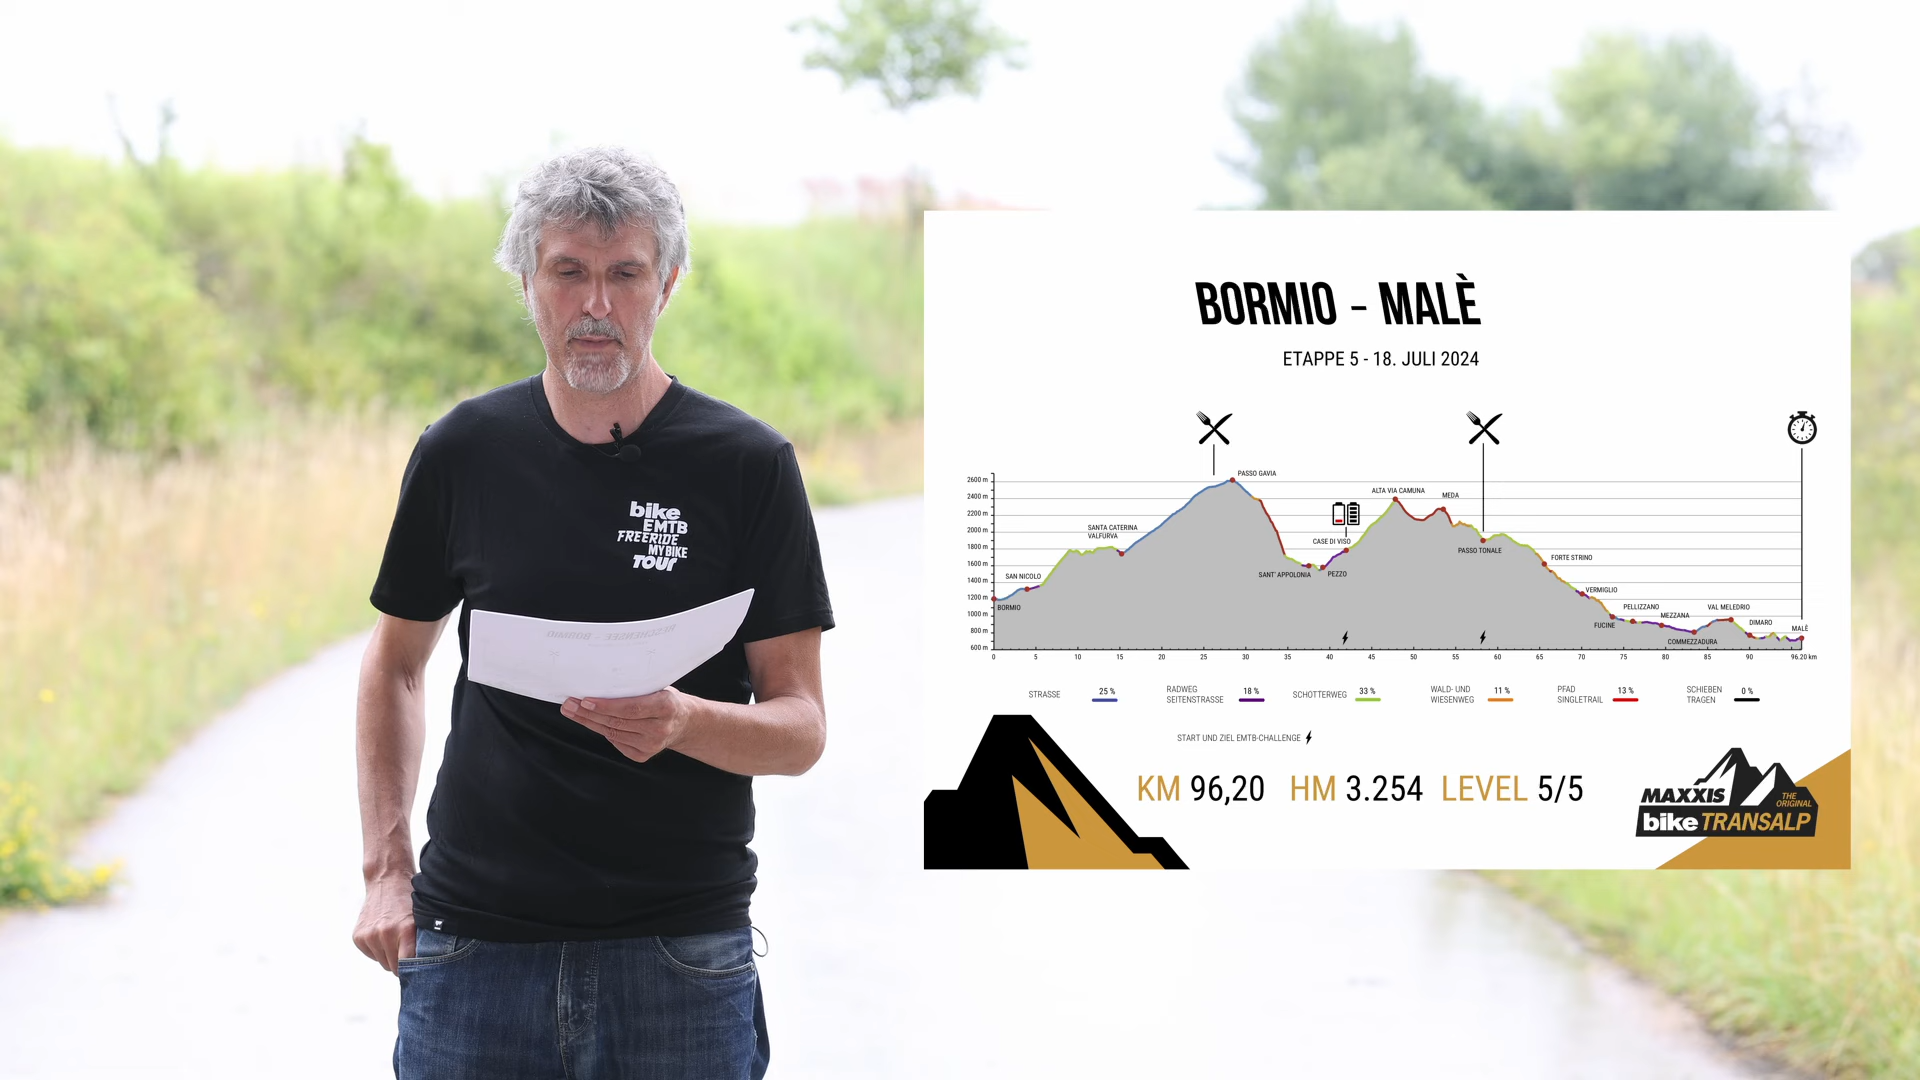 bike
EMTB
FREERIDE
MYBIKE
TOUR
RESCHENSEE - BORMIO
BORMIO – MALÈ
ETAPPE 5 - 18. JULI 2024
2600 m
2400 m
2200 m
2000 m
1800 m
1600 m
1400 m
1200 m
1000 m
800 m
600 m
BORMIO
SAN NICOLO
SANTA CATERINA
VALFURVA
PASSO GAVIA
SANT' APPOLONIA
PEZZO
CASE DI VISO
ALTA VIA CAMUNA
MEDA
PASSO TONALE
FORTE STRINO
VERMIGLIO
FUCINE
PELLIZZANO
MEZZANA
COMMEZZADURA
VAL MELEDRIO
DIMARO
MALÈ
0 5 10 15 20 25 30 35 40 45 50 55 60 65 70 75 80 85 90 96.20 km
STRASSE 25 %
RADWEG
SEITENSTRASSE 18 %
SCHOTTERWEG 33 %
WALD- UND
WIESENWEG 11 %
PFAD
SINGLETRAIL 13 %
SCHIEBEN
TRAGEN 0 %
START UND ZIEL EMTB-CHALLENGE
KM 96,20 HM 3.254 LEVEL 5/5
MAXXIS
THE
ORIGINAL
bike TRANSALP